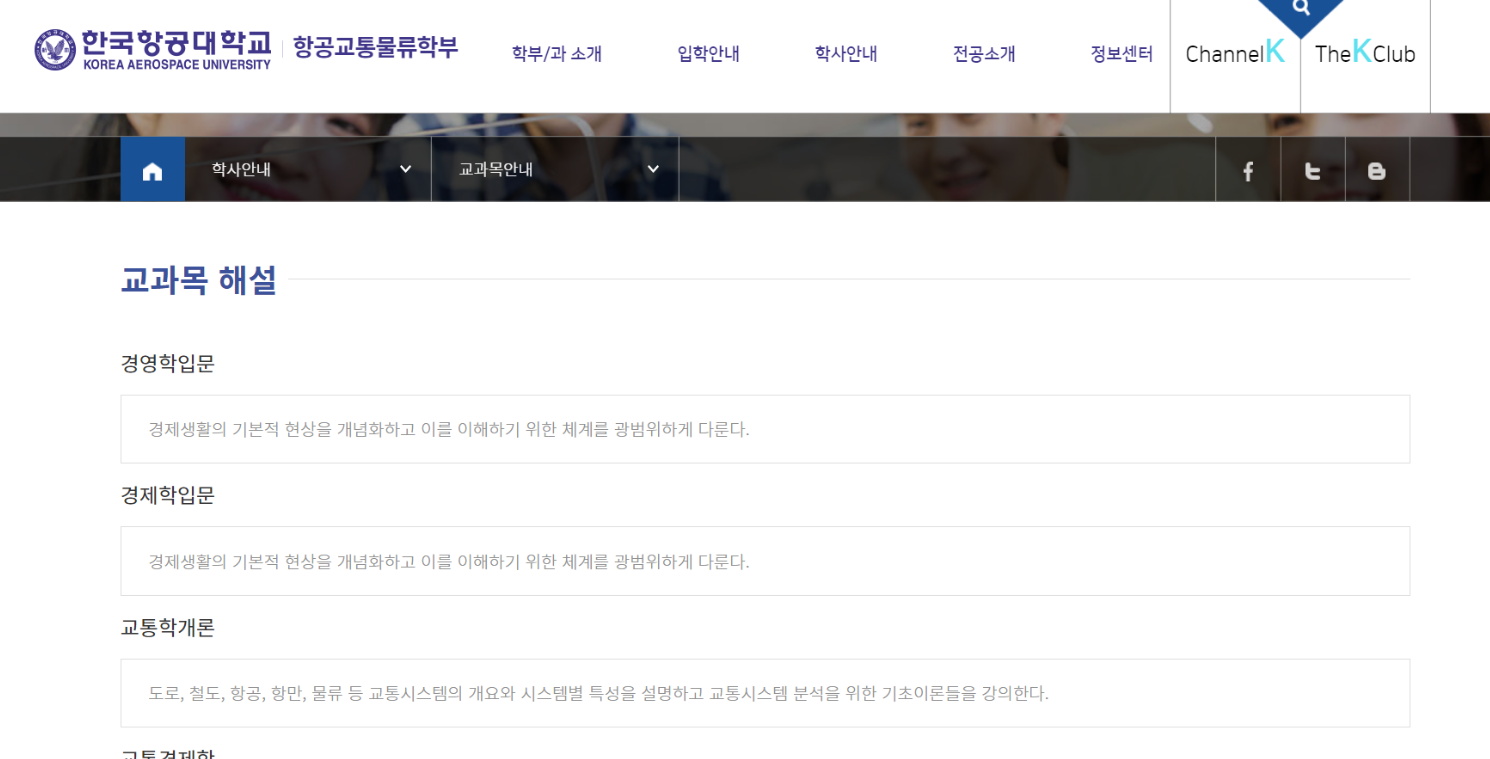 한국항공대학교
KOREA AEROSPACE UNIVERSITY
항공교통물류학부
학부/과 소개
입학안내
학사안내
전공소개
정보센터
ChannelK
TheKClub
학사안내
교과목안내
교과목 해설
경영학입문
경제생활의 기본적 현상을 개념화하고 이를 이해하기 위한 체계를 광범위하게 다룬다.
경제학입문
경제생활의 기본적 현상을 개념화하고 이를 이해하기 위한 체계를 광범위하게 다룬다.
교통학개론
도로, 철도, 항공, 항만, 물류 등 교통시스템의 개요와 시스템별 특성을 설명하고 교통시스템 분석을 위한 기초이론들을 강의한다.
교통경제학